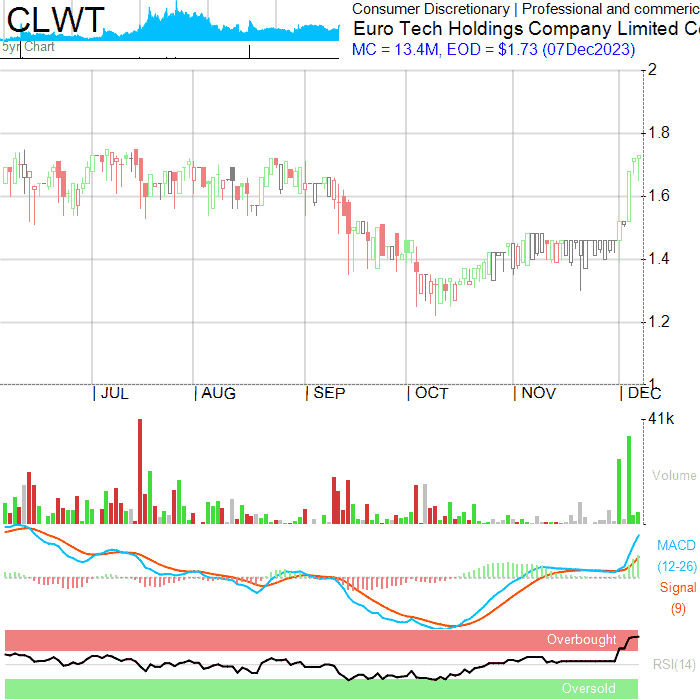 CLWT
5yr Chart
Consumer Discretionary | Professional and commeric
Euro Tech Holdings Company Limited Co
MC = 13.4M, EOD = $1.73 (07Dec2023)
2
1.8
1.6
1.4
1.2
1
| JUL | AUG | SEP | OCT | NOV | DEC
41k
Volume
MACD
(12-26)
Signal
(9)
Overbought
RSI(14)
Oversold